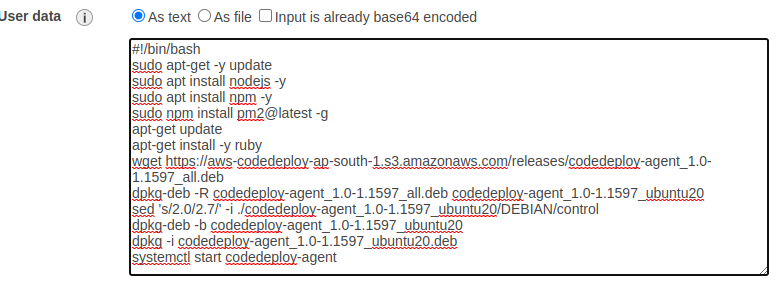 User data
As text As file Input is already base64 encoded
#!/bin/bash
sudo apt-get -y update
sudo apt install nodejs -y
sudo apt install npm -y
sudo npm install pm2@latest -g
apt-get update
apt-get install -y ruby
wget https://aws-codedeploy-ap-south-1.s3.amazonaws.com/releases/codedeploy-agent_1.0-
1.1597_all.deb
dpkg-deb -R codedeploy-agent_1.0-1.1597_all.deb codedeploy-agent_1.0-1.1597_ubuntu20
sed 's/2.0/2.7/' -i ./codedeploy-agent_1.0-1.1597_ubuntu20/DEBIAN/control
dpkg-deb -b codedeploy-agent_1.0-1.1597_ubuntu20
dpkg -i codedeploy-agent_1.0-1.1597_ubuntu20.deb
systemctl start codedeploy-agent